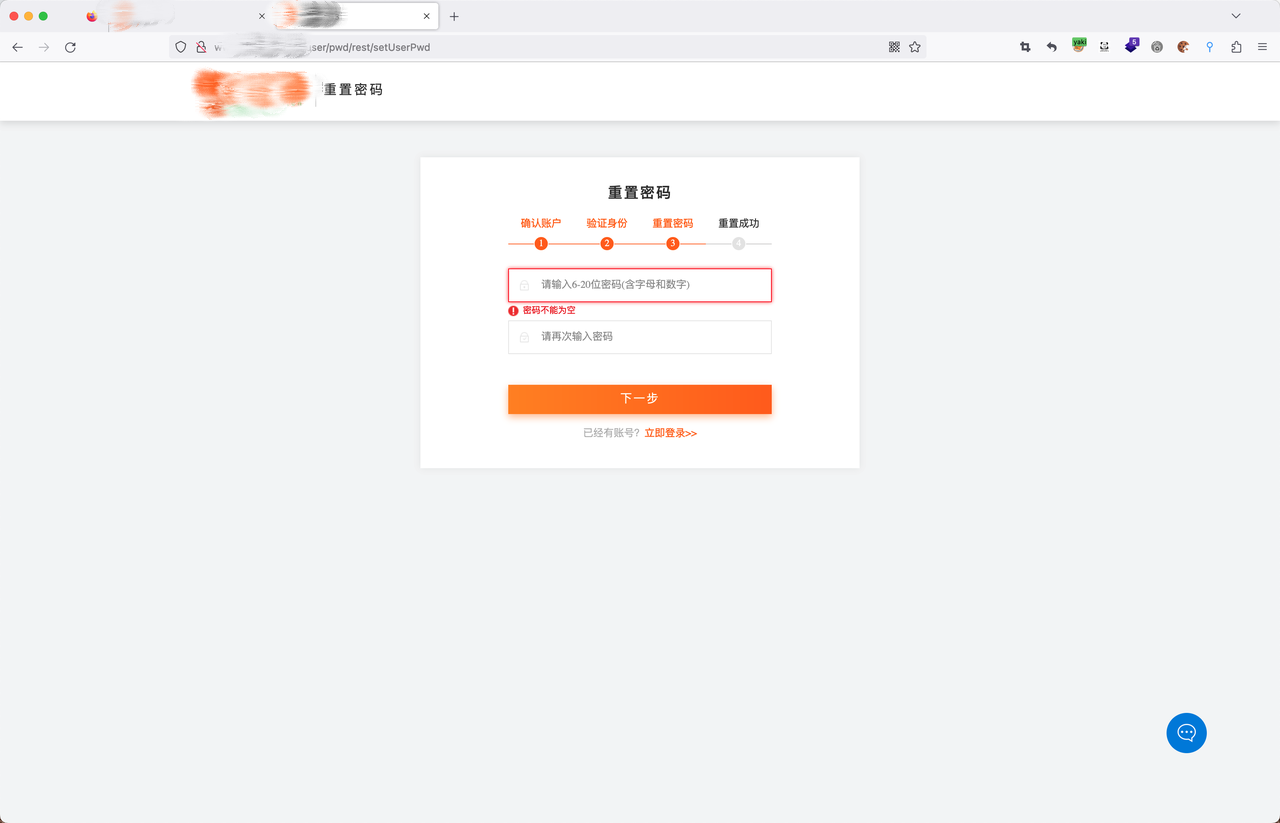 ser/pwd/rest/setUserPwd
yaki
5
重置密码
重置密码
确认账户 验证身份 重置密码 重置成功
1 2 3 4
请输入6-20位密码(含字母和数字)
密码不能为空
请再次输入密码
下一步
已经有账号? 立即登录>>